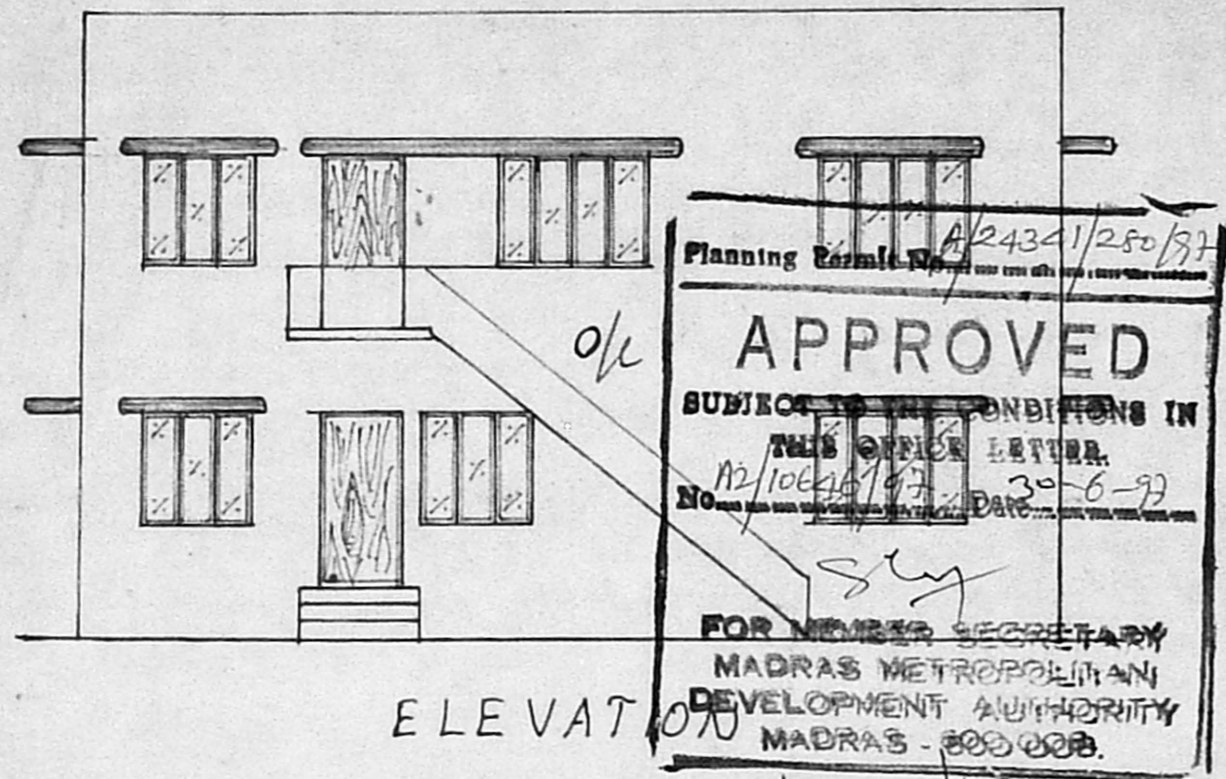 Planning Permit No. A/24341/280/97
O/C
APPROVED
SUBJECT TO THE CONDITIONS IN
THIS OFFICE LETTER.
No. A2/10646/97 Date 30-6-97
FOR MEMBER SECRETARY
MADRAS METROPOLITAN
DEVELOPMENT AUTHORITY
MADRAS - 600 008.
ELEVATION